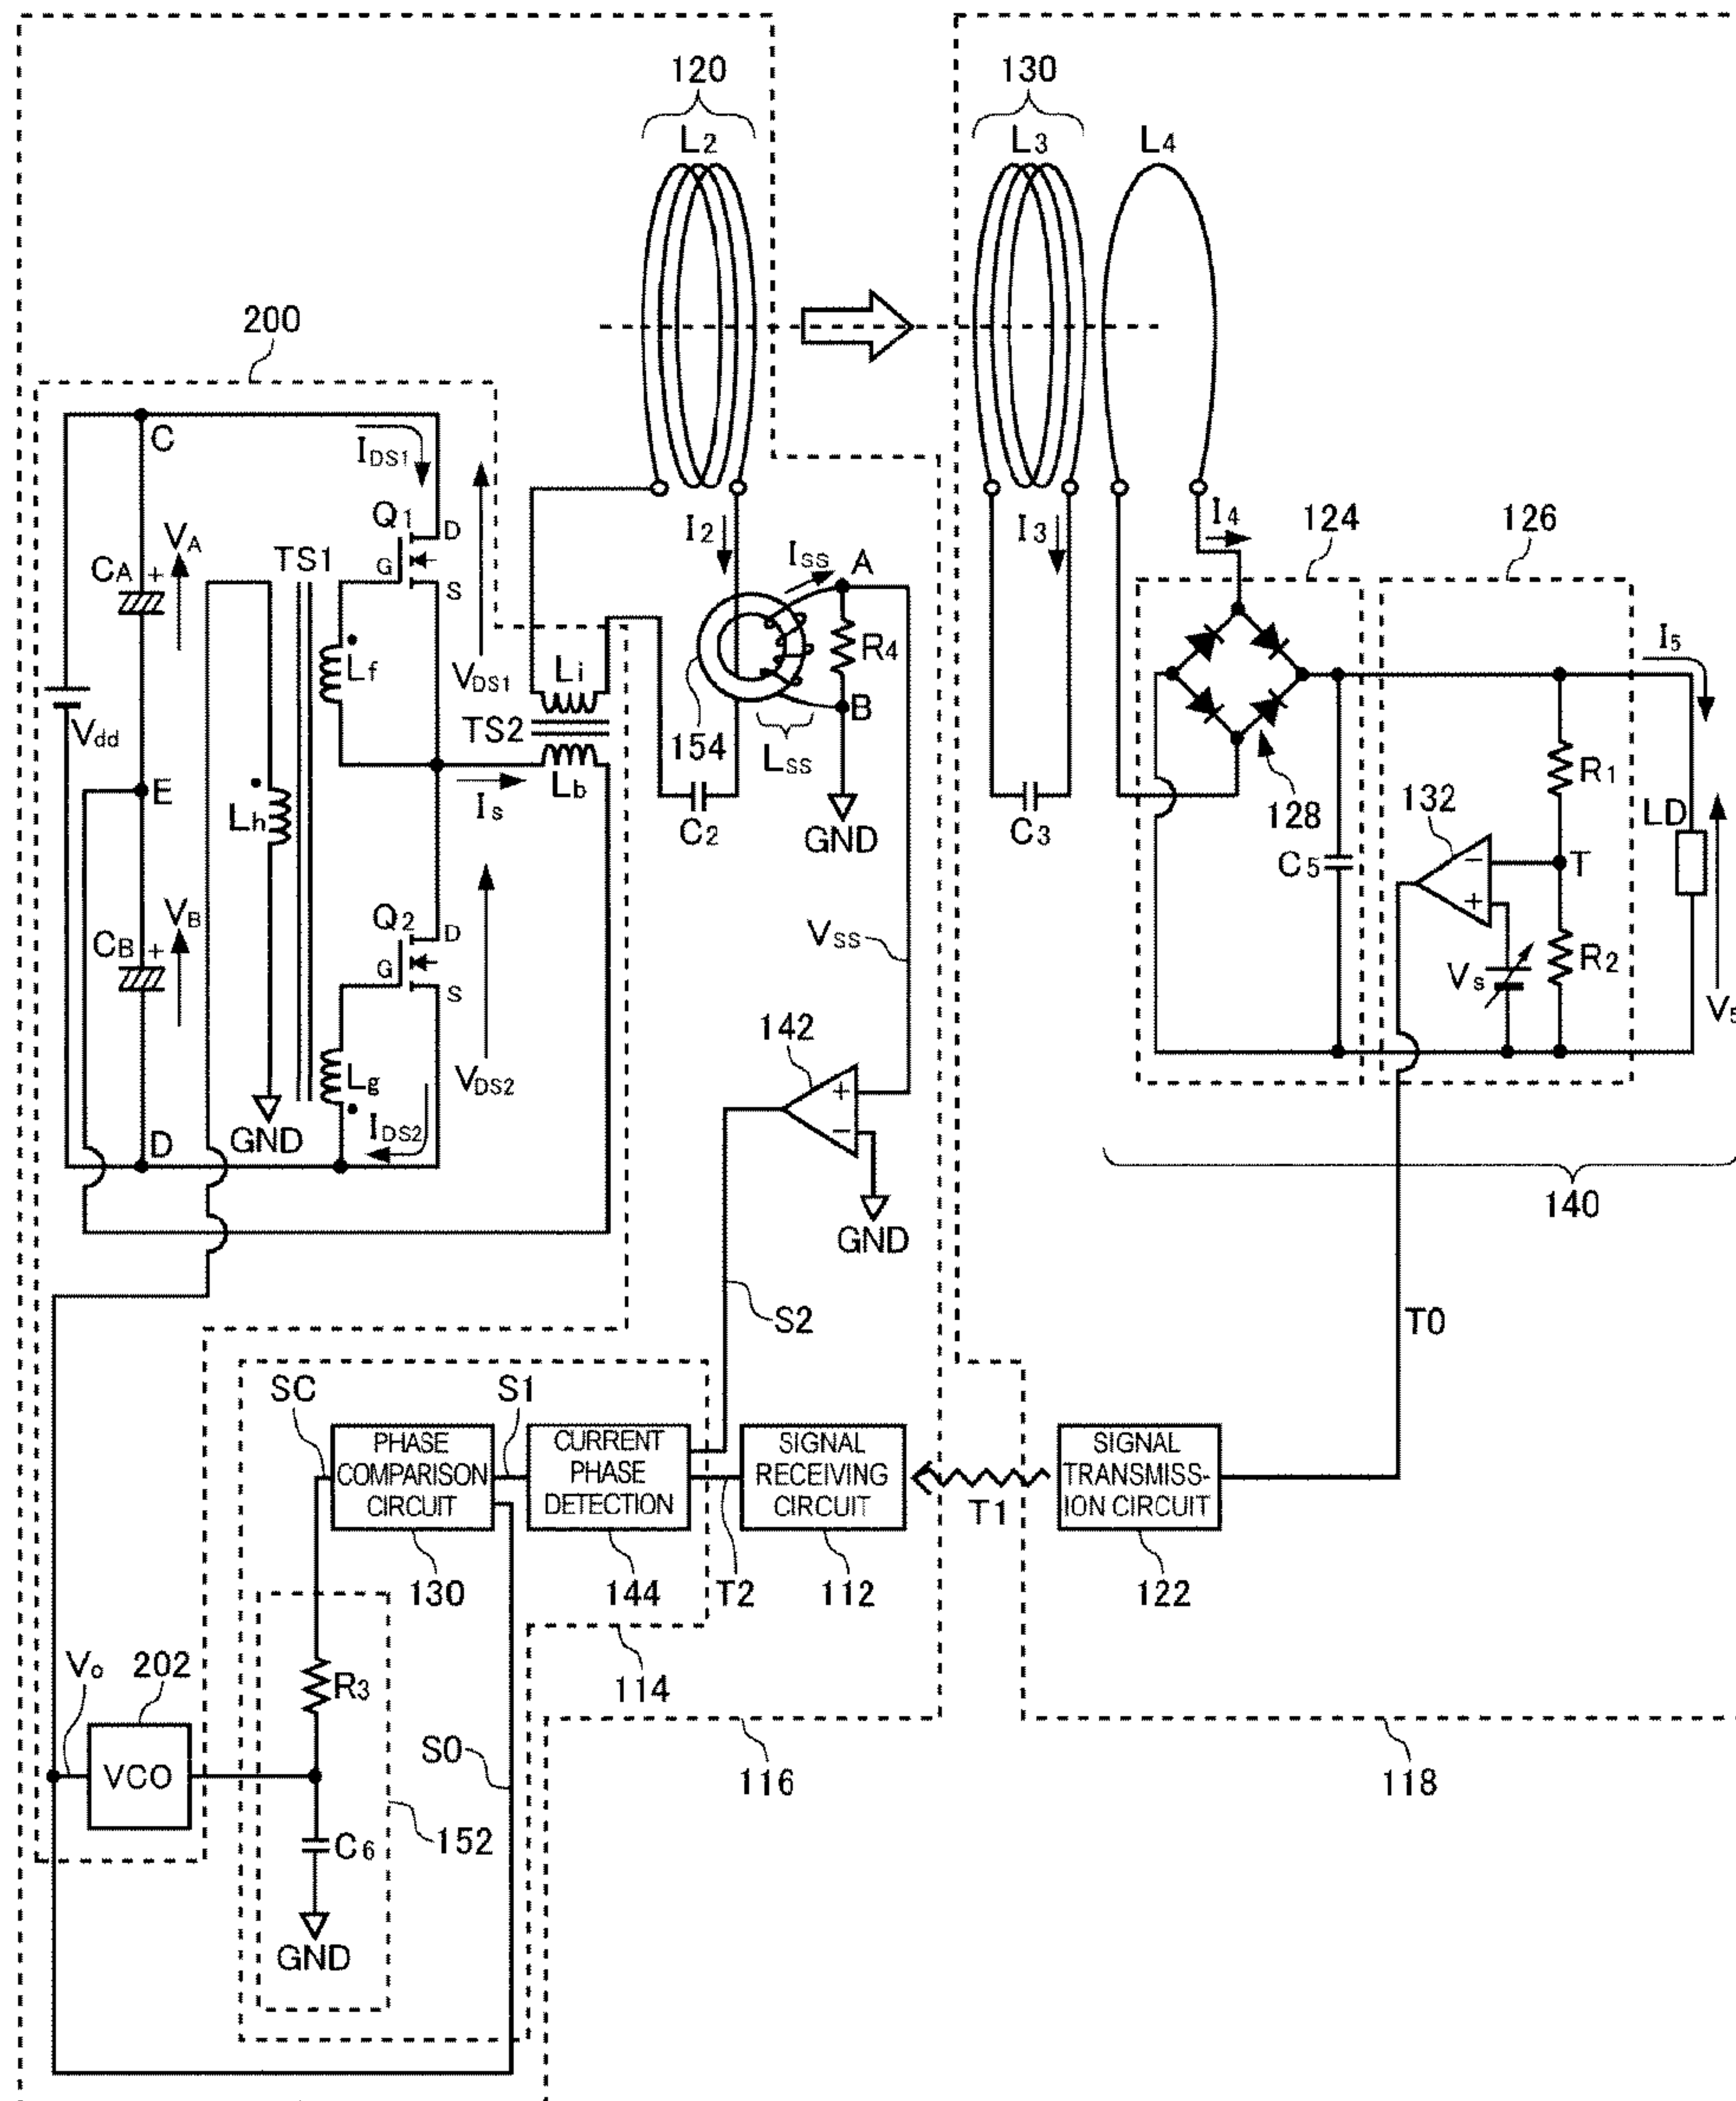 120
130
L2
L3
L4
200
C
IDS1
Q1
D
G
S
VA
CA
+
TS1
VDS1
I2
ISS
A
I3
I4
124
126
R4
Lf
Li
TS2
B
154
LSS
I5
Vdd
E
Lh
Is
Lb
C2
GND
C3
128
R1
132
LD
C5
T
−
+
VB
CB
+
Q2
D
G
S
VSS
Vs
R2
V5
142
Lg
VDS2
+
−
GND
IDS2
D
140
GND
S2
T0
SC
S1
PHASE
COMPARISON
CIRCUIT
CURRENT
PHASE
DETECTION
SIGNAL
RECEIVING
CIRCUIT
SIGNAL
TRANSMISS-
ION CIRCUIT
T1
130
144
T2
112
122
Vo
202
R3
114
S0
VCO
116
118
C6
152
GND